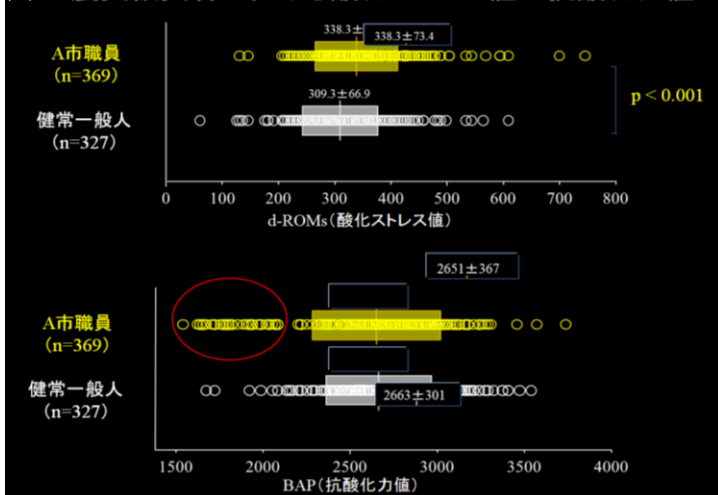 338.3±
338.3±73.4
A市職員
(n=369)
309.3±66.9
健常一般人
(n=327)
p < 0.001
0 100 200 300 400 500 600 700 800
d-ROMs(酸化ストレス値)
2651±367
A市職員
(n=369)
健常一般人
(n=327)
2663±301
1500 2000 2500 3000 3500 4000
BAP(抗酸化力値)